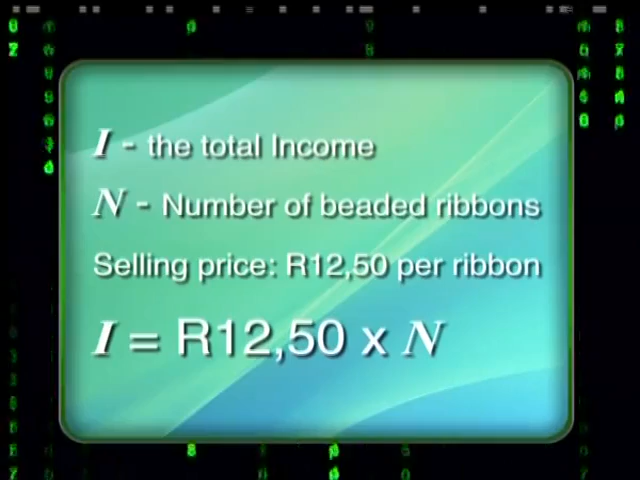 I - the total Income
N - Number of beaded ribbons
Selling price: R12,50 per ribbon
I = R12,50 x N